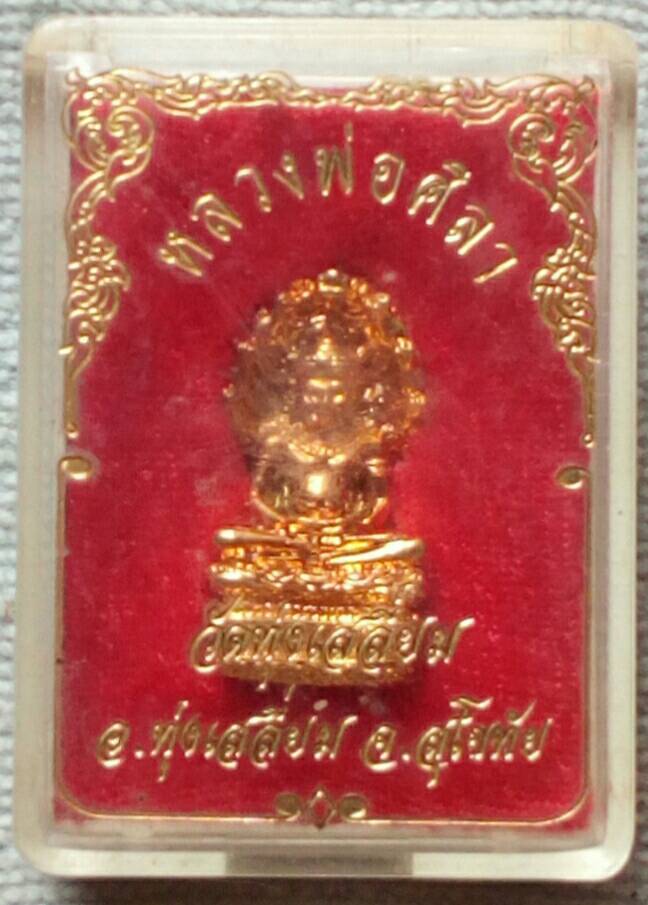 หลวงพ่อศิลา
วัดทุ่งเสลี่ยม
อ.ทุ่งเสลี่ยม จ.สุโขทัย